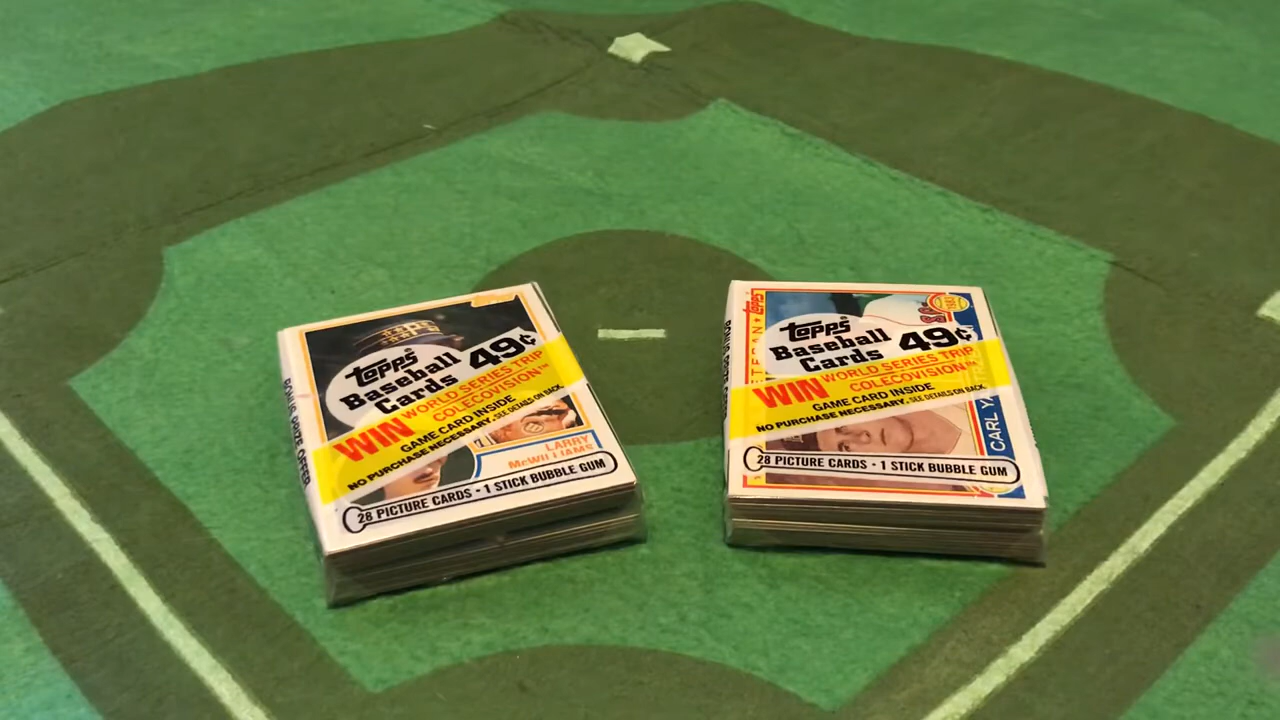 topps
Baseball
Cards 49¢
WIN WORLD SERIES TRIP
COLECOVISION™
GAME CARD INSIDE
NO PURCHASE NECESSARY. SEE DETAILS ON BACK.
LARRY
McWILLIAMS
28 PICTURE CARDS • 1 STICK BUBBLE GUM
topps
Baseball
Cards 49¢
WIN WORLD SERIES TRIP
COLECOVISION™
GAME CARD INSIDE
NO PURCHASE NECESSARY. SEE DETAILS ON BACK.
CARL
28 PICTURE CARDS • 1 STICK BUBBLE GUM